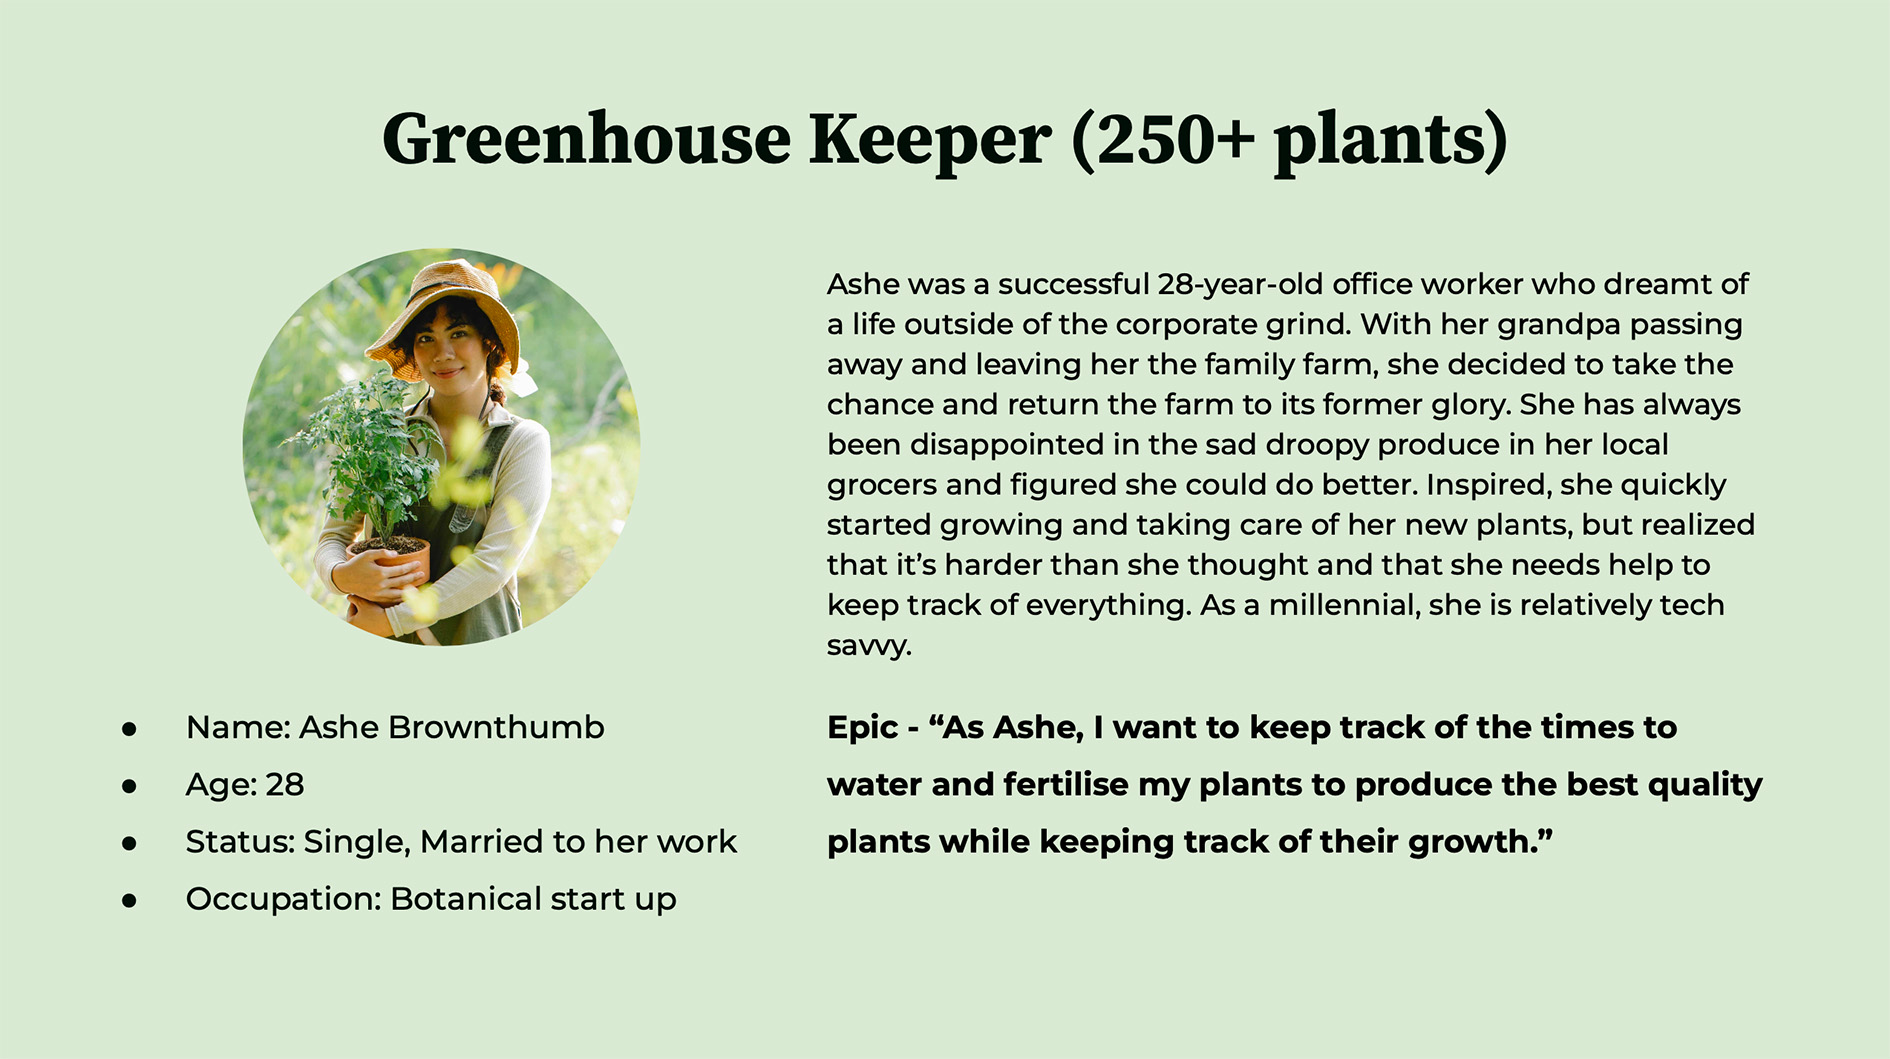 Greenhouse Keeper (250+ plants)
Ashe was a successful 28-year-old office worker who dreamt of
a life outside of the corporate grind. With her grandpa passing
away and leaving her the family farm, she decided to take the
chance and return the farm to its former glory. She has always
been disappointed in the sad droopy produce in her local
grocers and figured she could do better. Inspired, she quickly
started growing and taking care of her new plants, but realized
that it’s harder than she thought and that she needs help to
keep track of everything. As a millennial, she is relatively tech
savvy.
● Name: Ashe Brownthumb
● Age: 28
● Status: Single, Married to her work
● Occupation: Botanical start up
Epic - “As Ashe, I want to keep track of the times to
water and fertilise my plants to produce the best quality
plants while keeping track of their growth.”